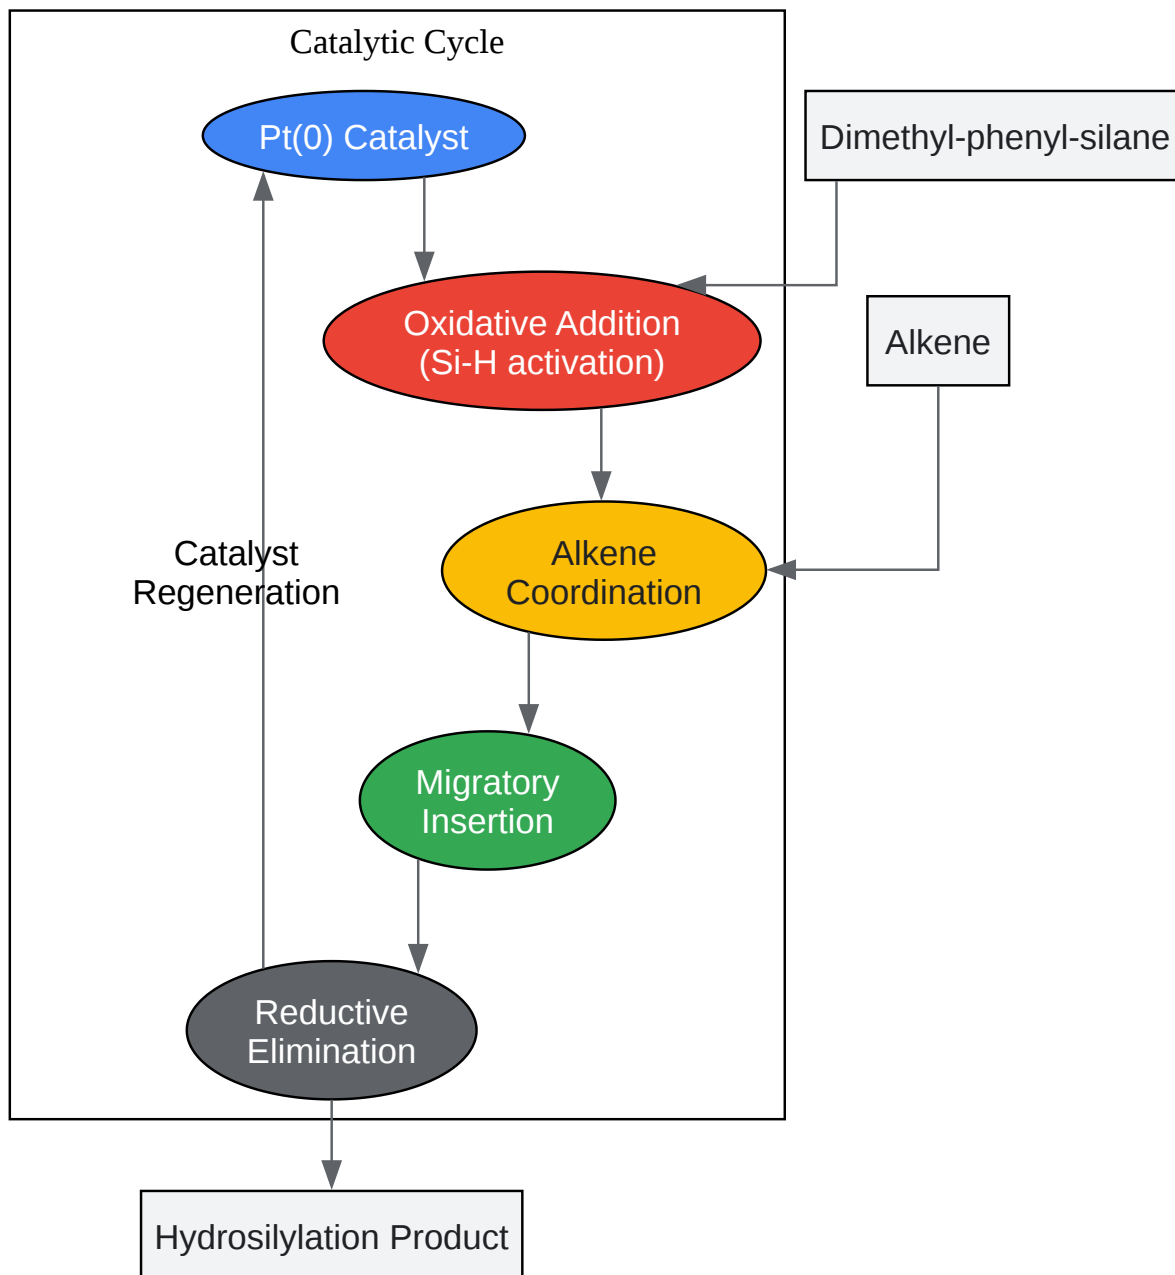 Catalytic Cycle
Pt(0) Catalyst
Dimethyl-phenyl-silane
Oxidative Addition
(Si-H activation)
Alkene
Alkene
Coordination
Catalyst
Regeneration
Migratory
Insertion
Reductive
Elimination
Hydrosilylation Product